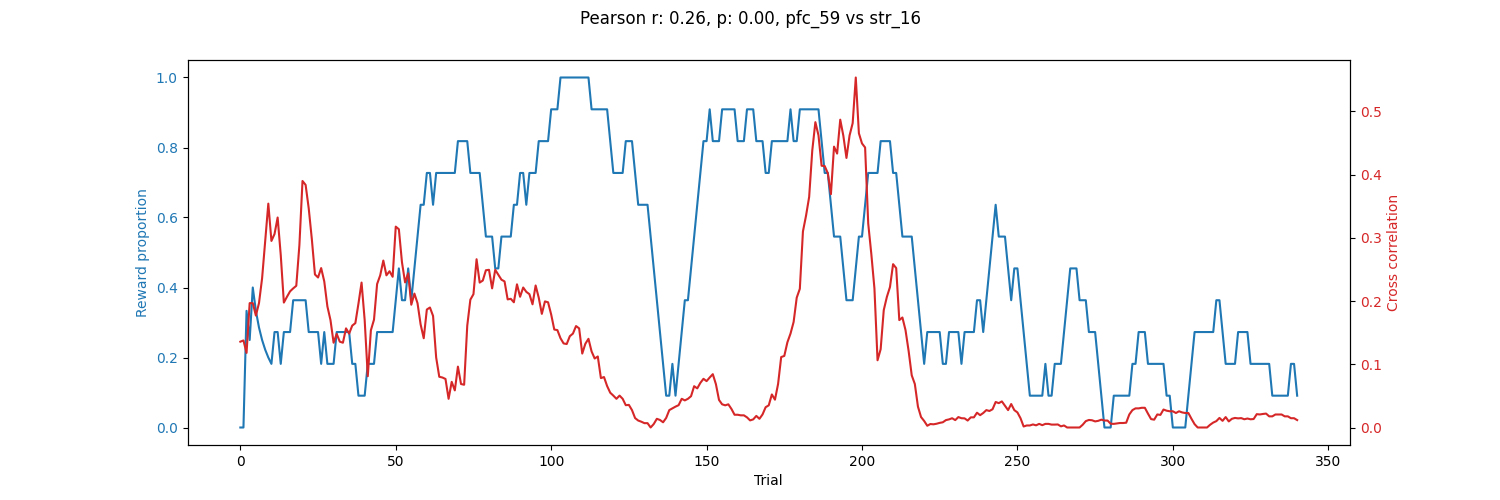 Pearson r: 0.26, p: 0.00, pfc_59 vs str_16
Reward proportion
1.0
0.8
0.6
0.4
0.2
0.0
Cross correlation
0.5
0.4
0.3
0.2
0.1
0.0
0 50 100 150 200 250 300 350
Trial